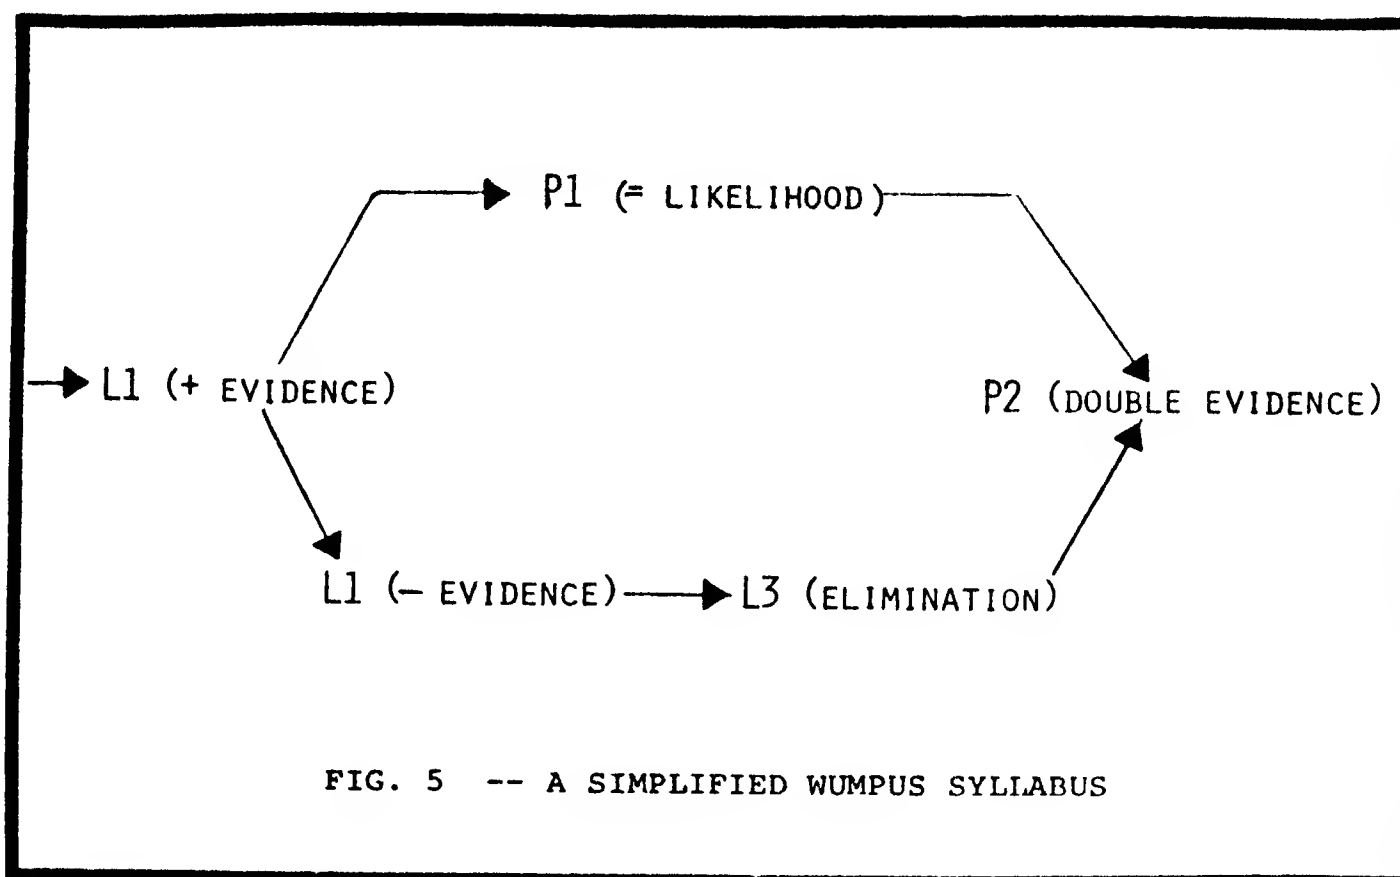 P1 (= LIKELIHOOD)
L1 (+ EVIDENCE)
P2 (DOUBLE EVIDENCE)
L1 (— EVIDENCE)
L3 (ELIMINATION)
FIG. 5 -- A SIMPLIFIED WUMPUS SYLLABUS